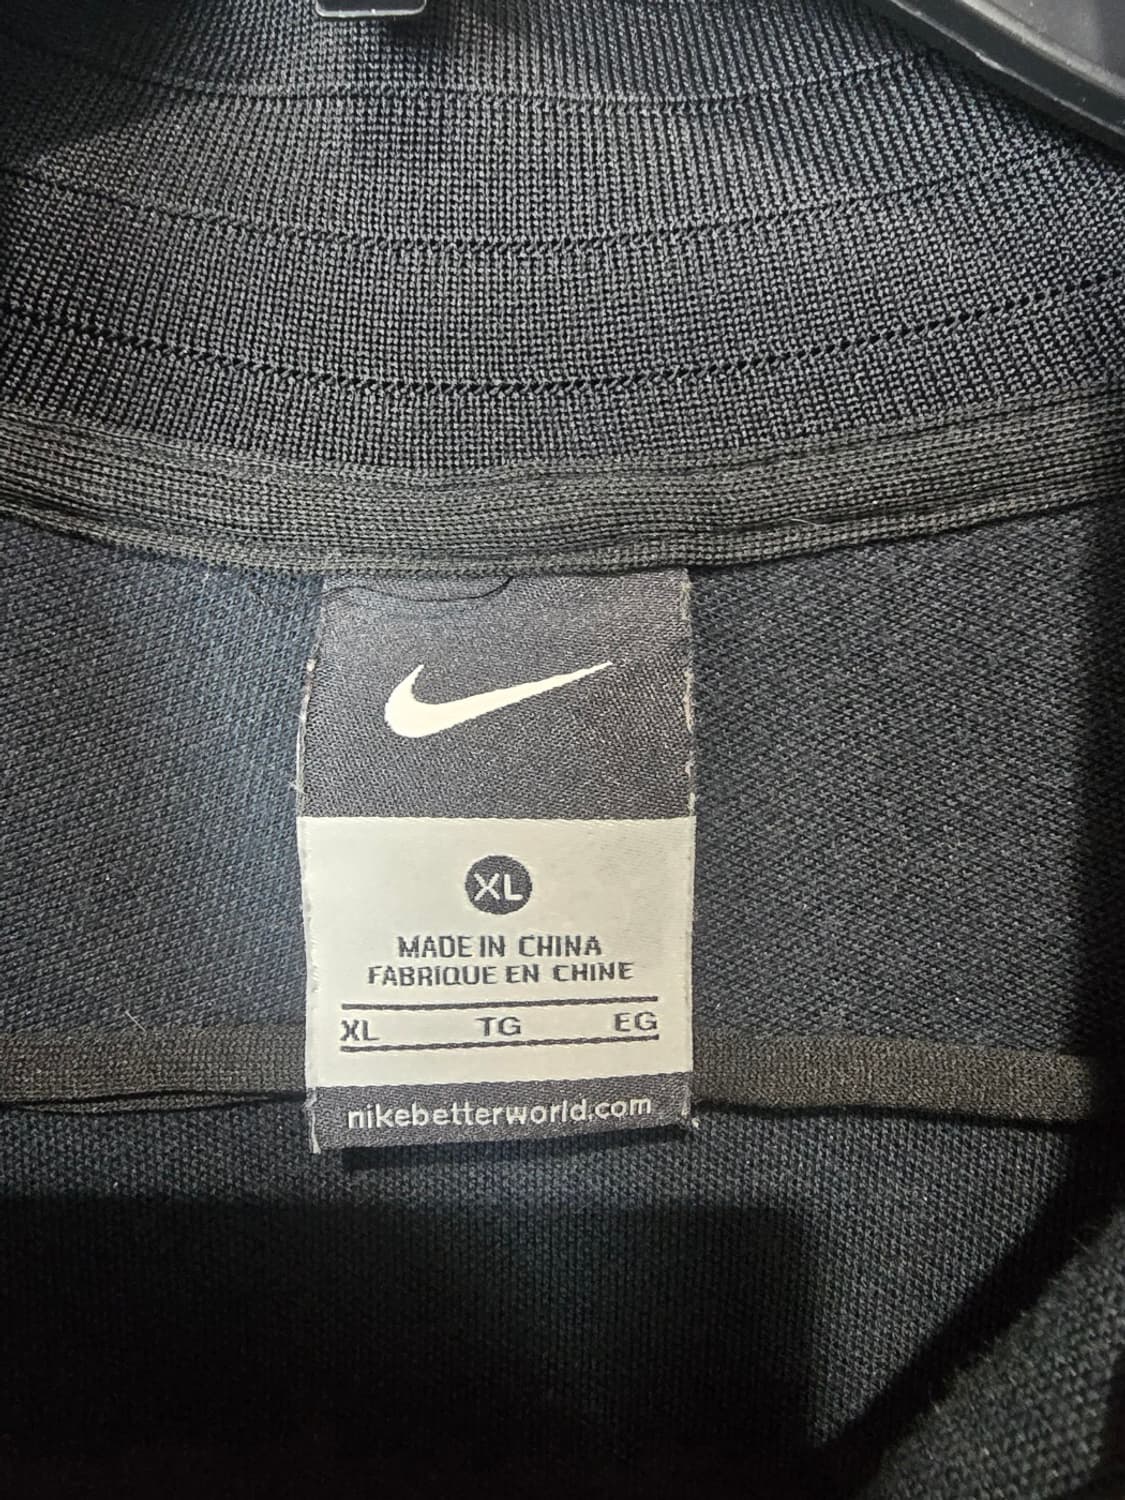 XL
MADE IN CHINA
FABRIQUE EN CHINE
XL TG EG
nikebetterworld.com